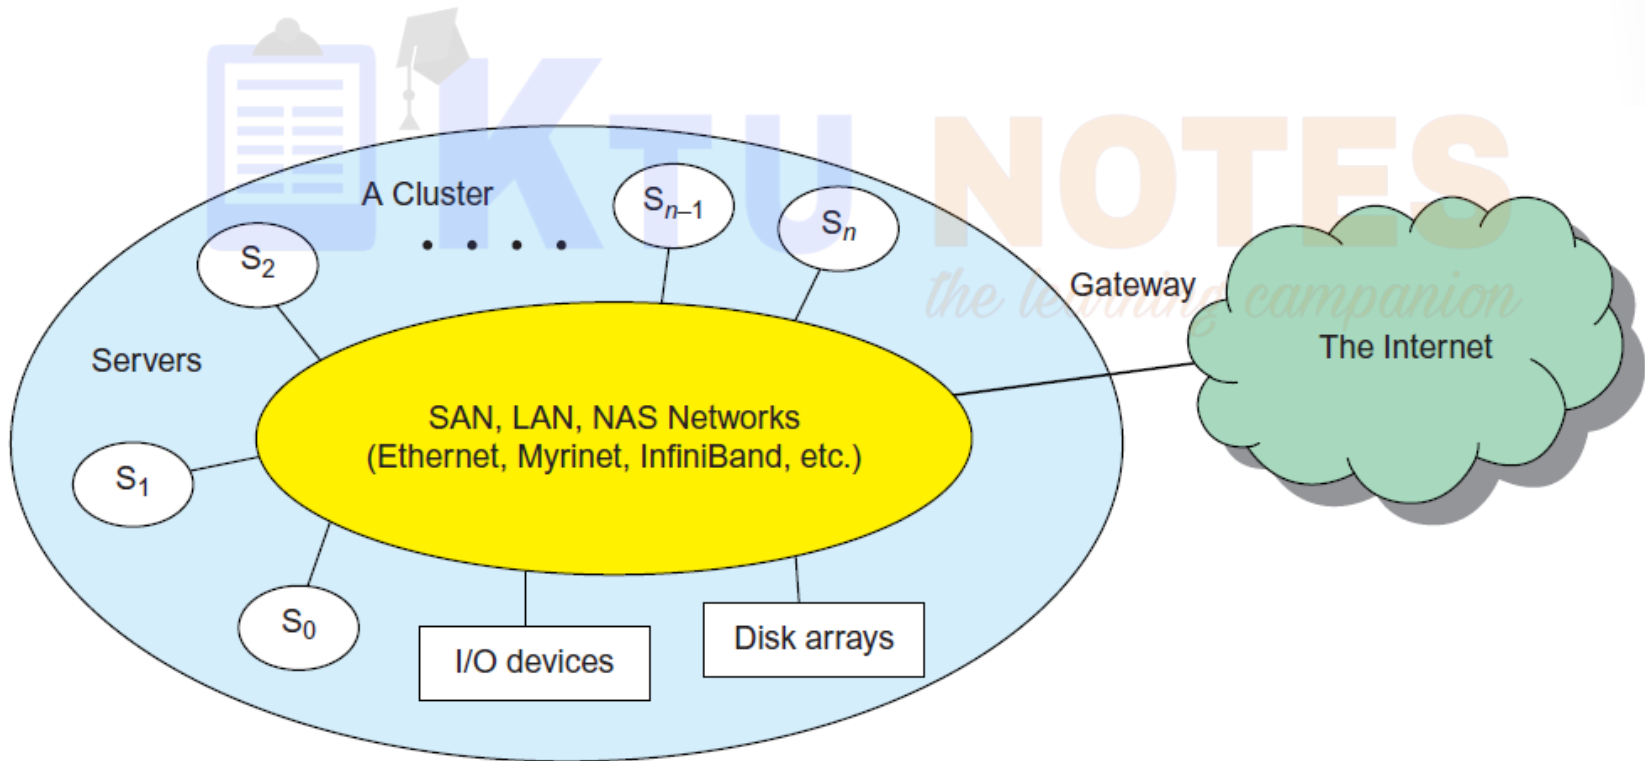 KTU NOTES
the learning campanion
A Cluster
Sn–1
Sn
S2
. . . .
Gateway
The Internet
Servers
SAN, LAN, NAS Networks
(Ethernet, Myrinet, InfiniBand, etc.)
S1
S0
I/O devices
Disk arrays